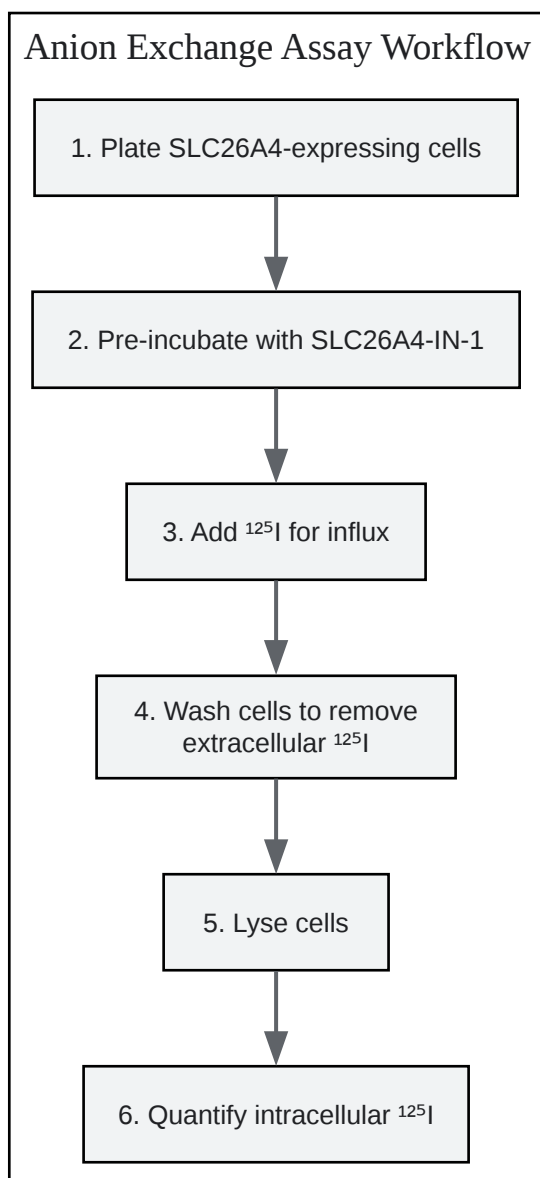 Anion Exchange Assay Workflow
1. Plate SLC26A4-expressing cells
2. Pre-incubate with SLC26A4-IN-1
3. Add ¹²⁵I for influx
4. Wash cells to remove
extracellular ¹²⁵I
5. Lyse cells
6. Quantify intracellular ¹²⁵I